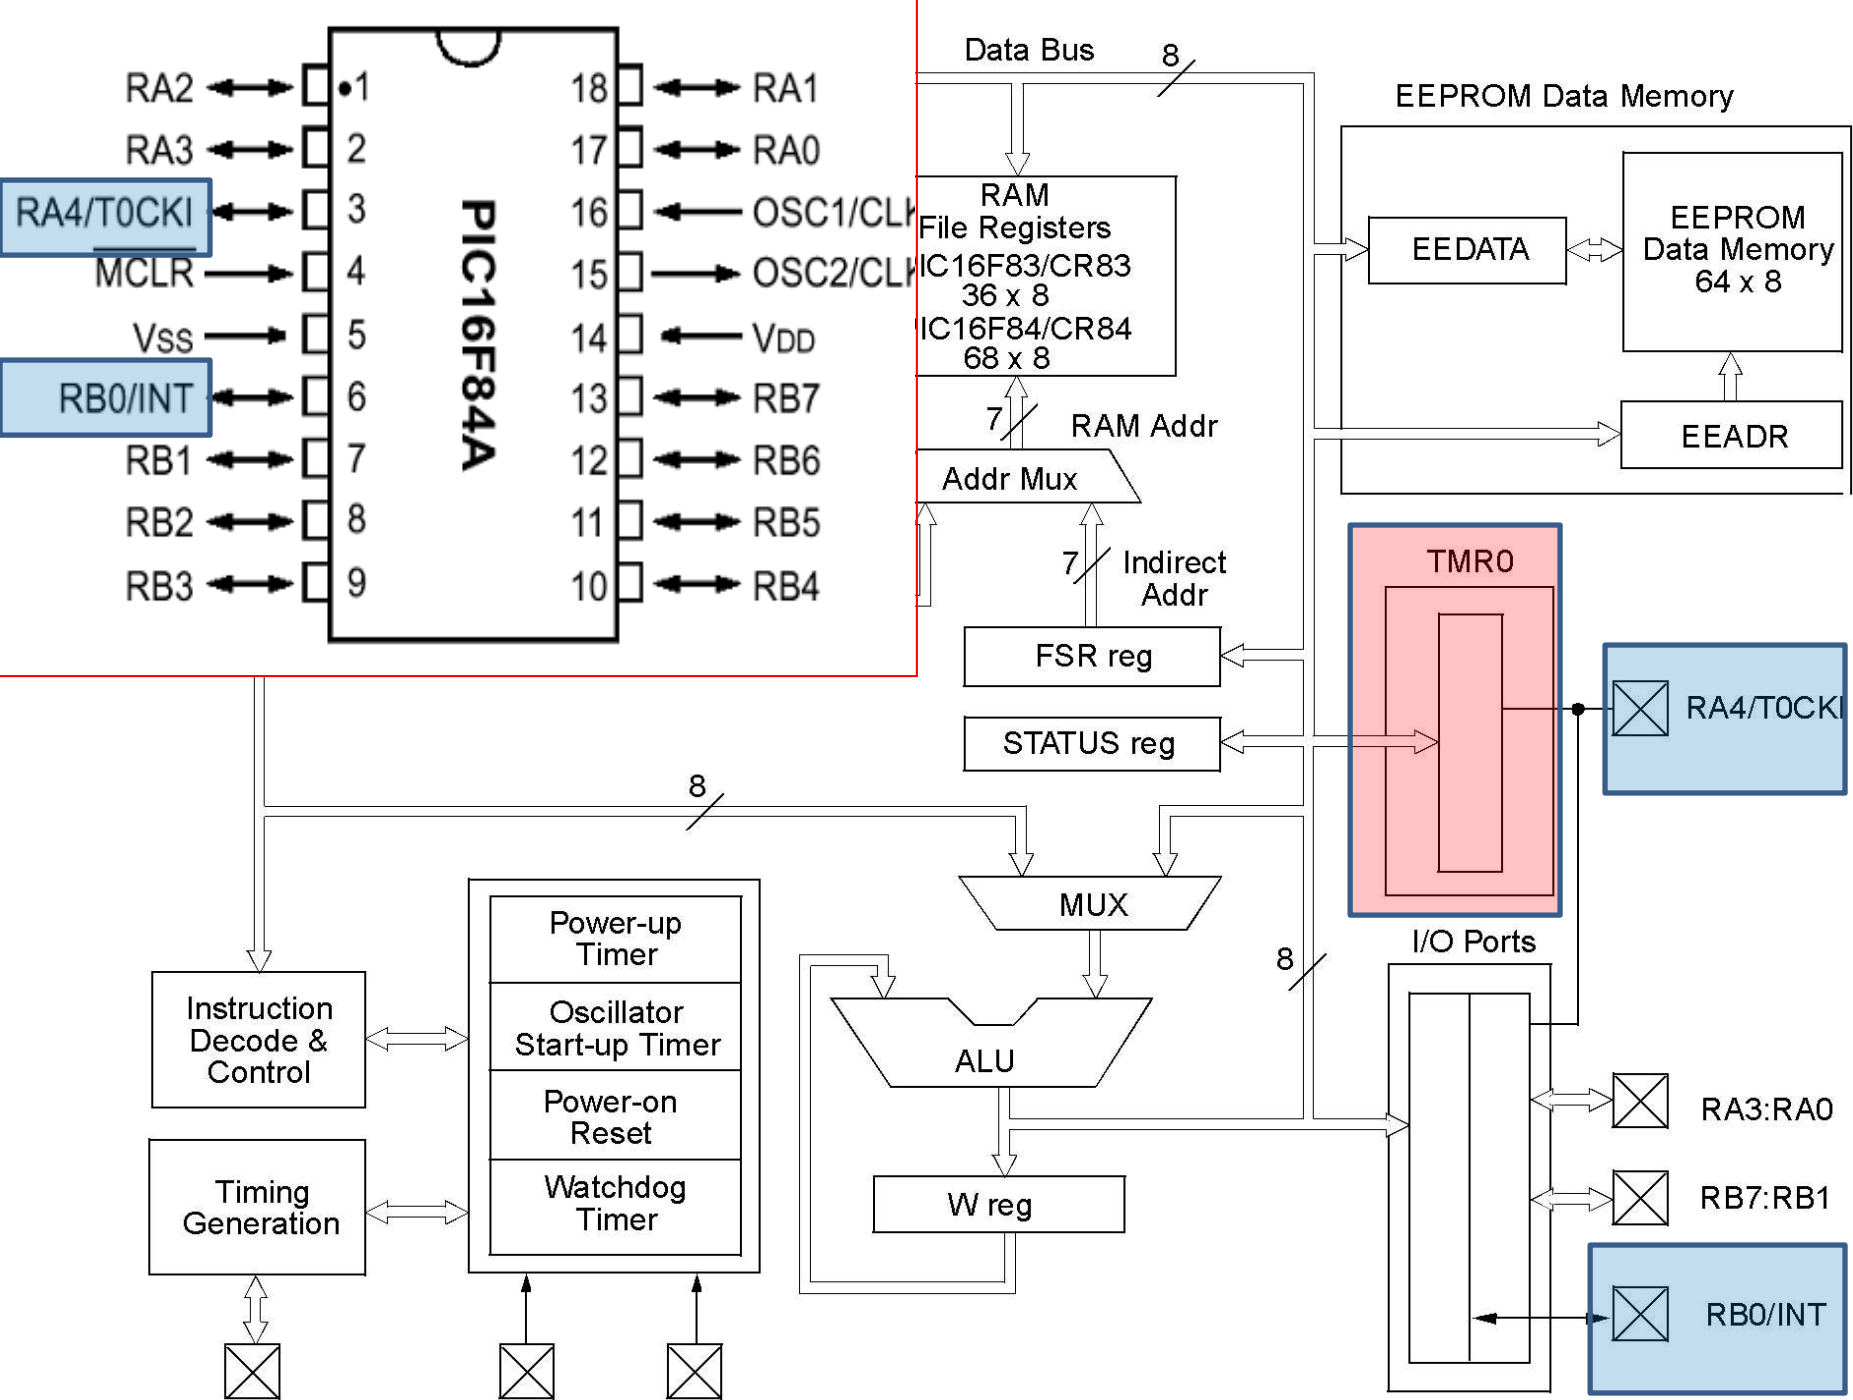 RA2
RA3
RA4/T0CKI
MCLR
VSS
RB0/INT
RB1
RB2
RB3
1
2
3
4
5
6
7
8
9
PIC16F84A
18
17
16
15
14
13
12
11
10
RA1
RA0
OSC1/CLK
OSC2/CLK
VDD
RB7
RB6
RB5
RB4
Data Bus
8
RAM
File Registers
IC16F83/CR83
36 x 8
IC16F84/CR84
68 x 8
7
RAM Addr
Addr Mux
7
Indirect
Addr
FSR reg
STATUS reg
EEPROM Data Memory
EEDATA
EEPROM
Data Memory
64 x 8
EEADR
TMR0
RA4/T0CKI
8
MUX
8
I/O Ports
ALU
W reg
Power-up
Timer
Oscillator
Start-up Timer
Power-on
Reset
Watchdog
Timer
Instruction
Decode &
Control
Timing
Generation
RA3:RA0
RB7:RB1
RB0/INT